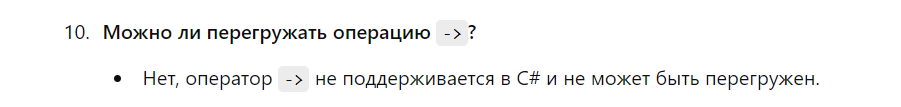 10. Можно ли перегружать операцию ->?
• Нет, оператор -> не поддерживается в C# и не может быть перегружен.